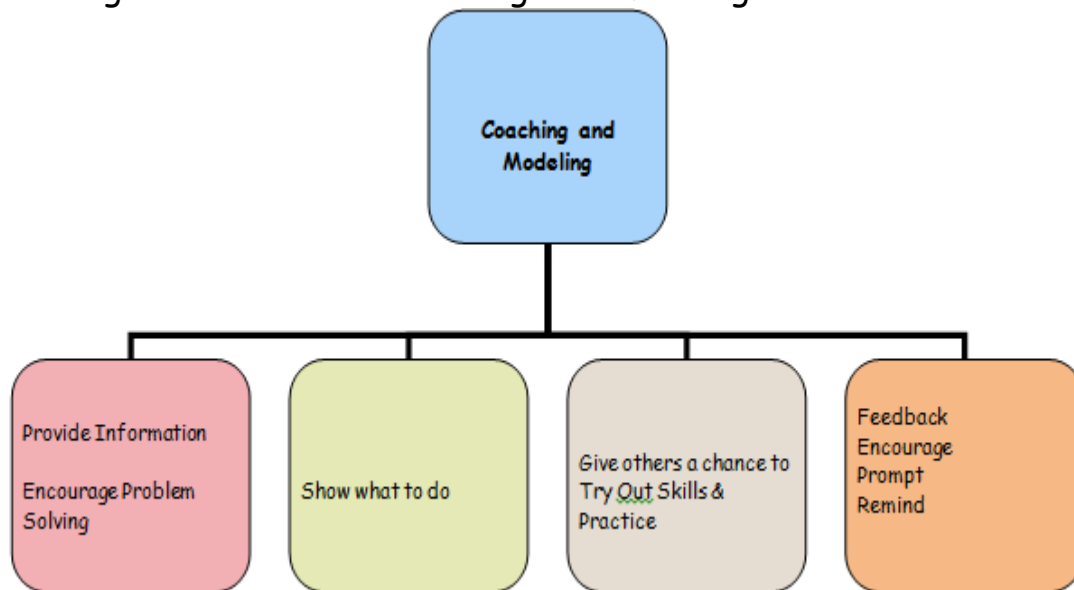 Coaching and
Modeling
Provide Information
Encourage Problem
Solving
Show what to do
Give others a chance to
Try Out Skills &
Practice
Feedback
Encourage
Prompt
Remind